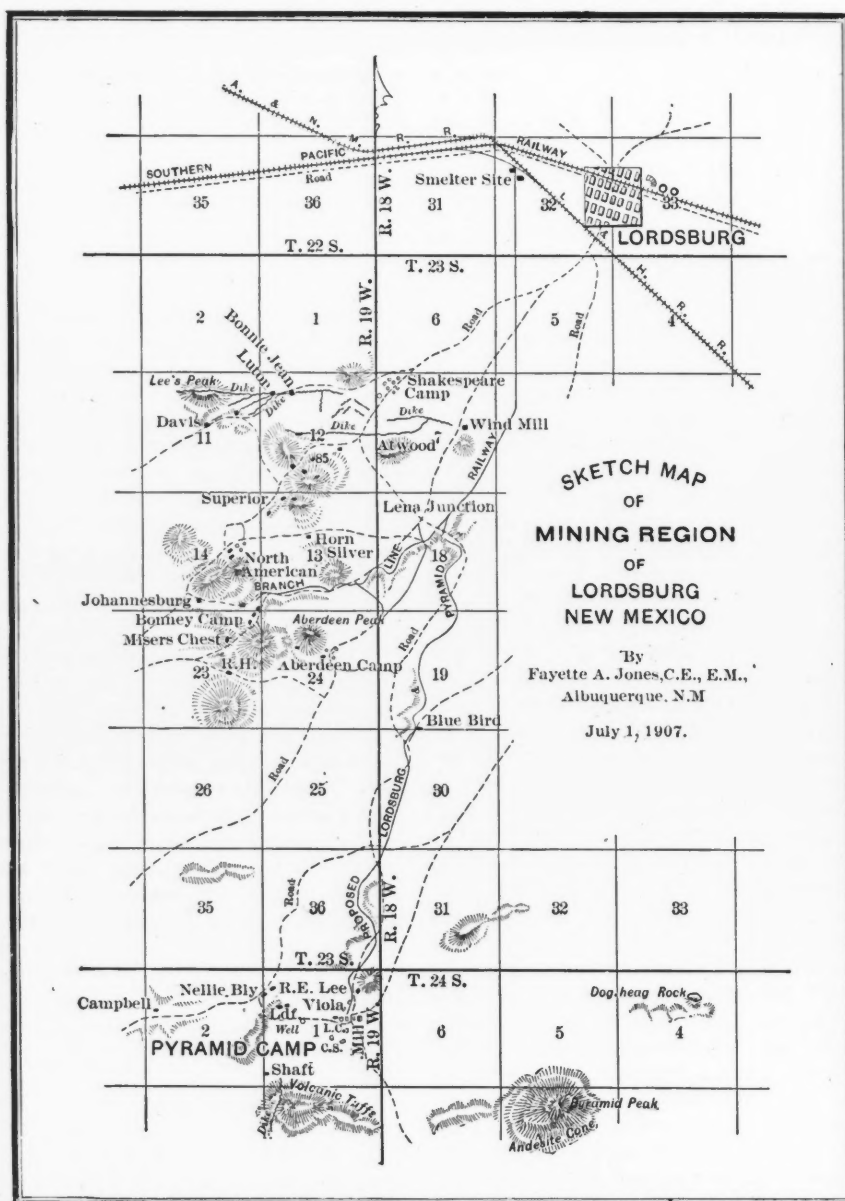 A. & N. M. R. R.
SOUTHERN PACIFIC RAILWAY
Road
Smelter Site
35 36 31 32 33
R. 18 W.
LORDSBURG
T. 22 S.
T. 23 S.
L. A. H. R. R.
2 1 6 5 4
R. 19 W.
Road
Road
Bonnie Jean
Luton
Lee's Peak
Dike
Dike
Shakespeare
Camp
Davis
11
12
Dike
Dike
Wind Mill
Atwood
85
RAILWAY
Superior
Lena Junction
14
North
American
13
Horn
Silver
18
BRANCH LINE
PYRAMID
Johannesburg
Bonney Camp
Misers Chest
Aberdeen Peak
R.H.
23
24
Aberdeen Camp
Road
19
&
Blue Bird
26
Road
25
30
LORDSBURG
35
Road
36
PROPOSED
R. 18 W.
31
32
33
T. 23 S.
T. 24 S.
Campbell
Nellie Bly
R.E. Lee
Viola
Ldf.
Well
2
1
L.C.
C.S.
Mill
R. 19 W.
6
5
4
Dog heag Rock
PYRAMID CAMP
Shaft
Volcanic Tuffs
Dike
Pyramid Peak
Andesite Cone
SKETCH MAP
OF
MINING REGION
OF
LORDSBURG
NEW MEXICO
By
Fayette A. Jones, C.E., E.M.,
Albuquerque. N.M
July 1, 1907.